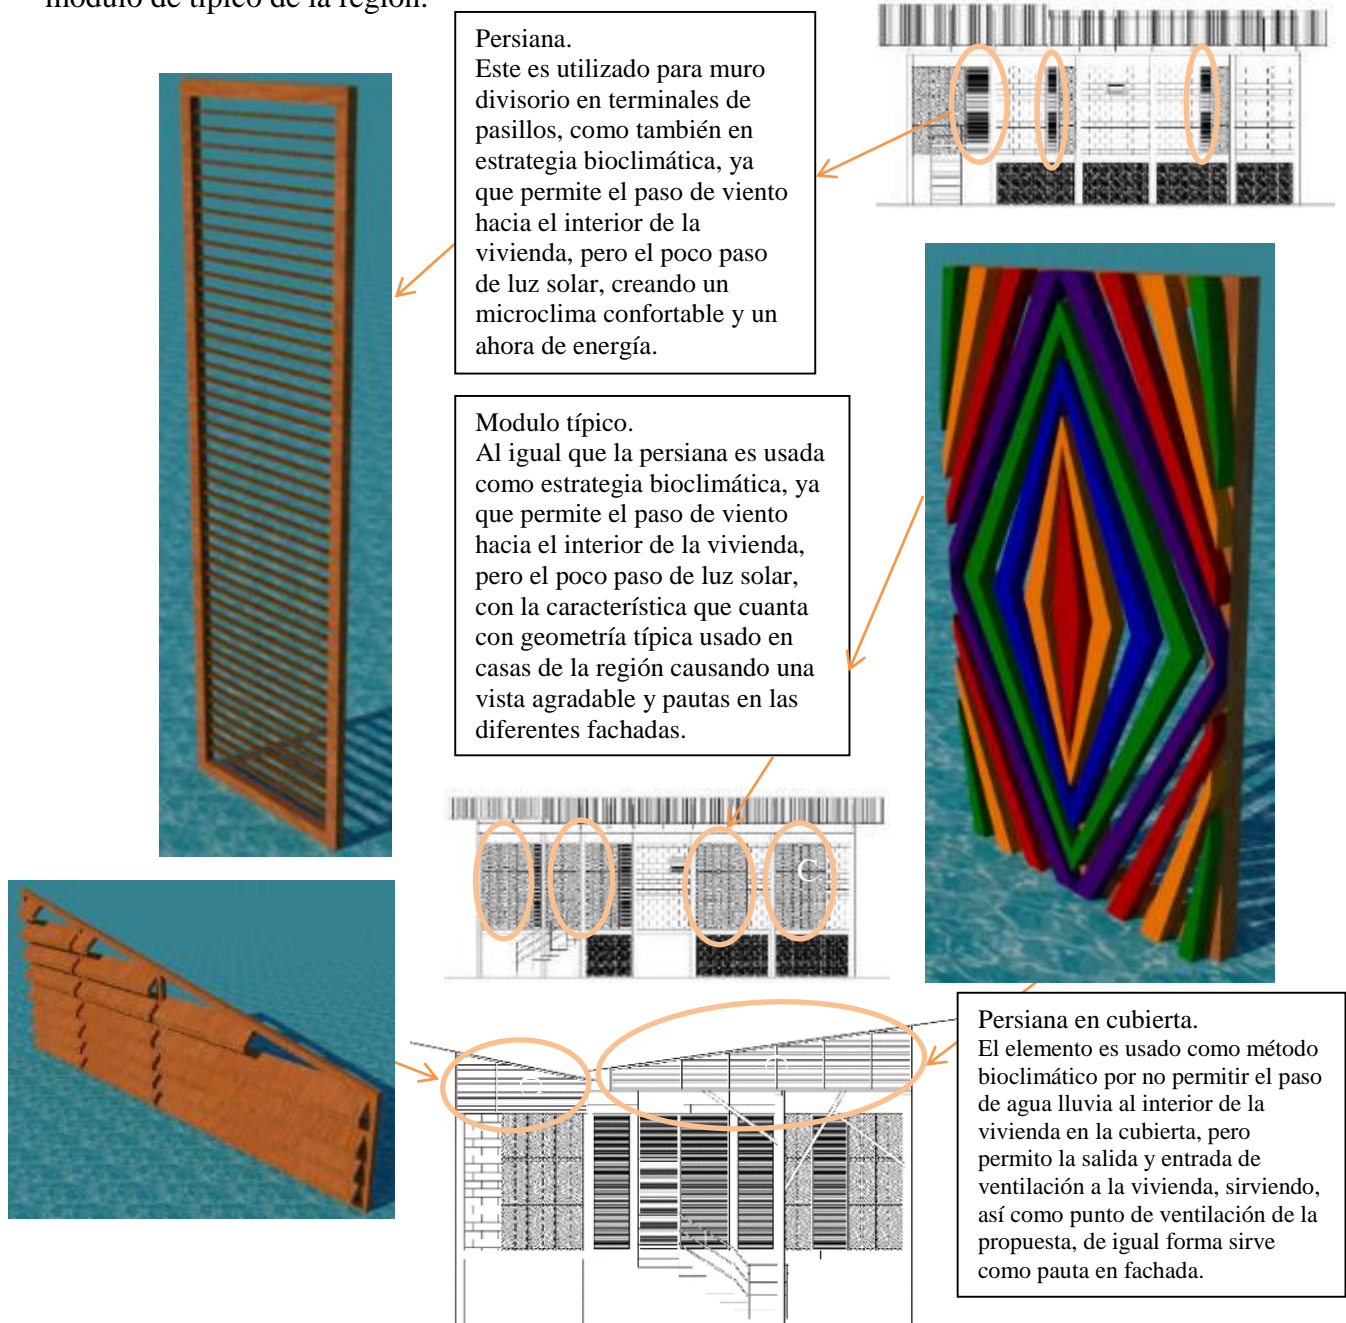 modulo de típico de la región.
Persiana.
Este es utilizado para muro
divisorio en terminales de
pasillos, como también en
estrategia bioclimática, ya
que permite el paso de viento
hacia el interior de la
vivienda, pero el poco paso
de luz solar, creando un
microclima confortable y un
ahora de energía.
Modulo típico.
Al igual que la persiana es usada
como estrategia bioclimática, ya
que permite el paso de viento
hacia el interior de la vivienda,
pero el poco paso de luz solar,
con la característica que cuanta
con geometría típica usado en
casas de la región causando una
vista agradable y pautas en las
diferentes fachadas.
C
Persiana en cubierta.
El elemento es usado como método
bioclimático por no permitir el paso
de agua lluvia al interior de la
vivienda en la cubierta, pero
permito la salida y entrada de
ventilación a la vivienda, sirviendo,
así como punto de ventilación de la
propuesta, de igual forma sirve
como pauta en fachada.